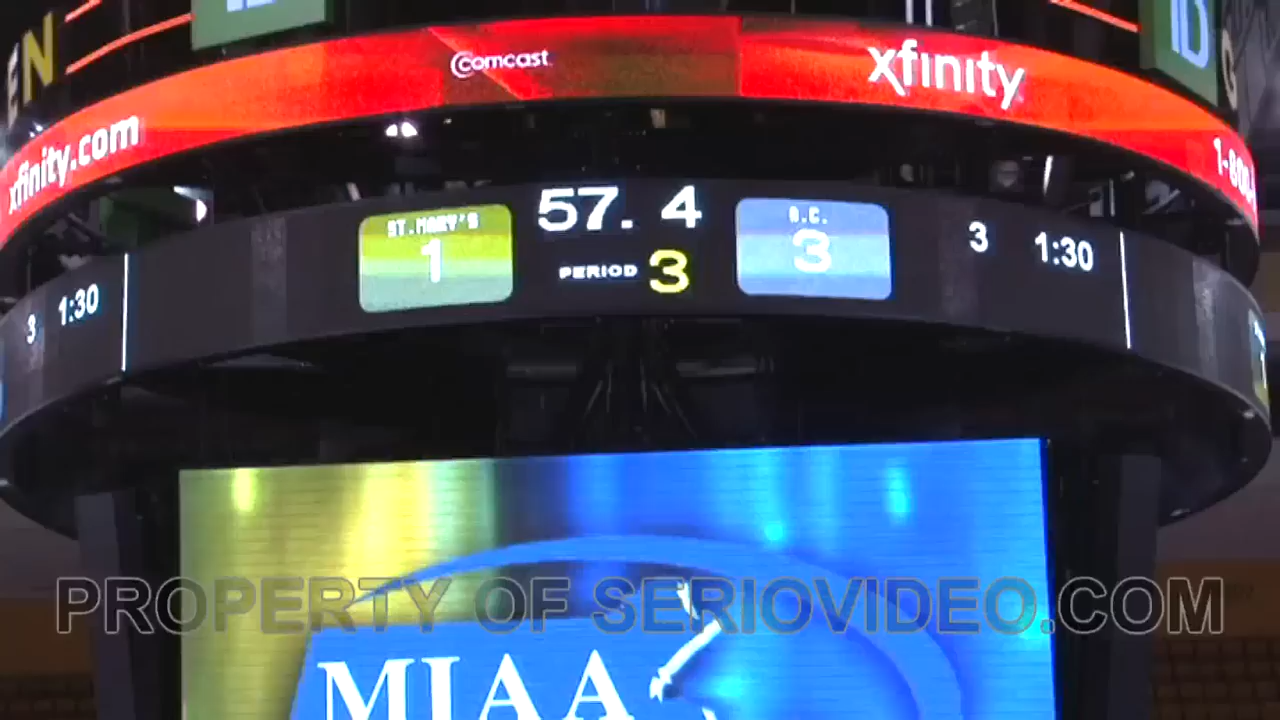 EN
Comcast
xfinity
xfinity.com
1-800-
57.4
ST.MARY'S
1
PERIOD 3
3
3 1:30
3 1:30
PROPERTY OF SERIOVIDEO.COM
MIAA